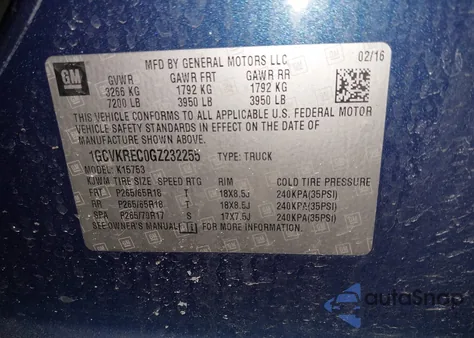 GM
MFD BY GENERAL MOTORS LLC 02/16
GVWR GAWR FRT GAWR RR
3266 KG 1792 KG 1792 KG
7200 LB 3950 LB 3950 LB
THIS VEHICLE CONFORMS TO ALL APPLICABLE U.S. FEDERAL MOTOR
VEHICLE SAFETY STANDARDS IN EFFECT ON THE DATE OF
MANUFACTURE SHOWN ABOVE.
1GCVKREC0GZ232255 TYPE: TRUCK
MODEL: K15753
TIRE SIZE SPEED RTG RIM COLD TIRE PRESSURE
FRT P265/65R18 T 18X8.5J 240KPA(35PSI)
RR P265/65R18 T 18X8.5J 240KPA(35PSI)
SPA P265/70R17 S 17X7.5J 240KPA(35PSI)
SEE OWNER'S MANUAL FOR MORE INFORMATION.
autoSnap